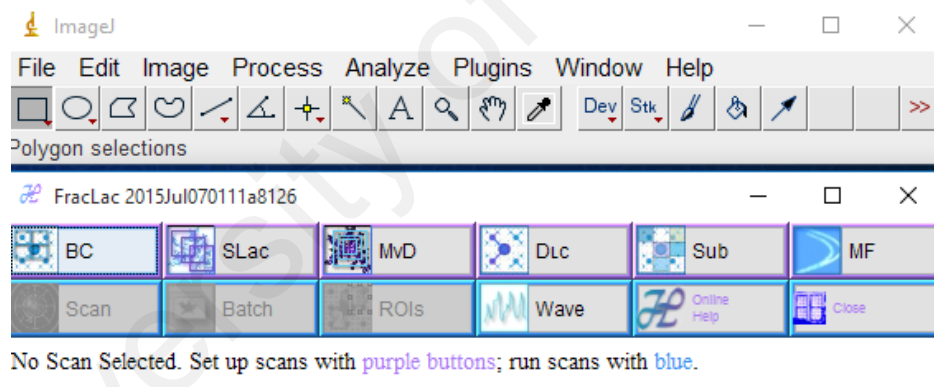 ImageJ
File Edit Image Process Analyze Plugins Window Help
A Dev Stk >>
Polygon selections
FracLac 2015Jul070111a8126
BC SLac MvD DLC Sub MF
Scan Batch ROIs Wave Online Help Close
No Scan Selected. Set up scans with purple buttons; run scans with blue.